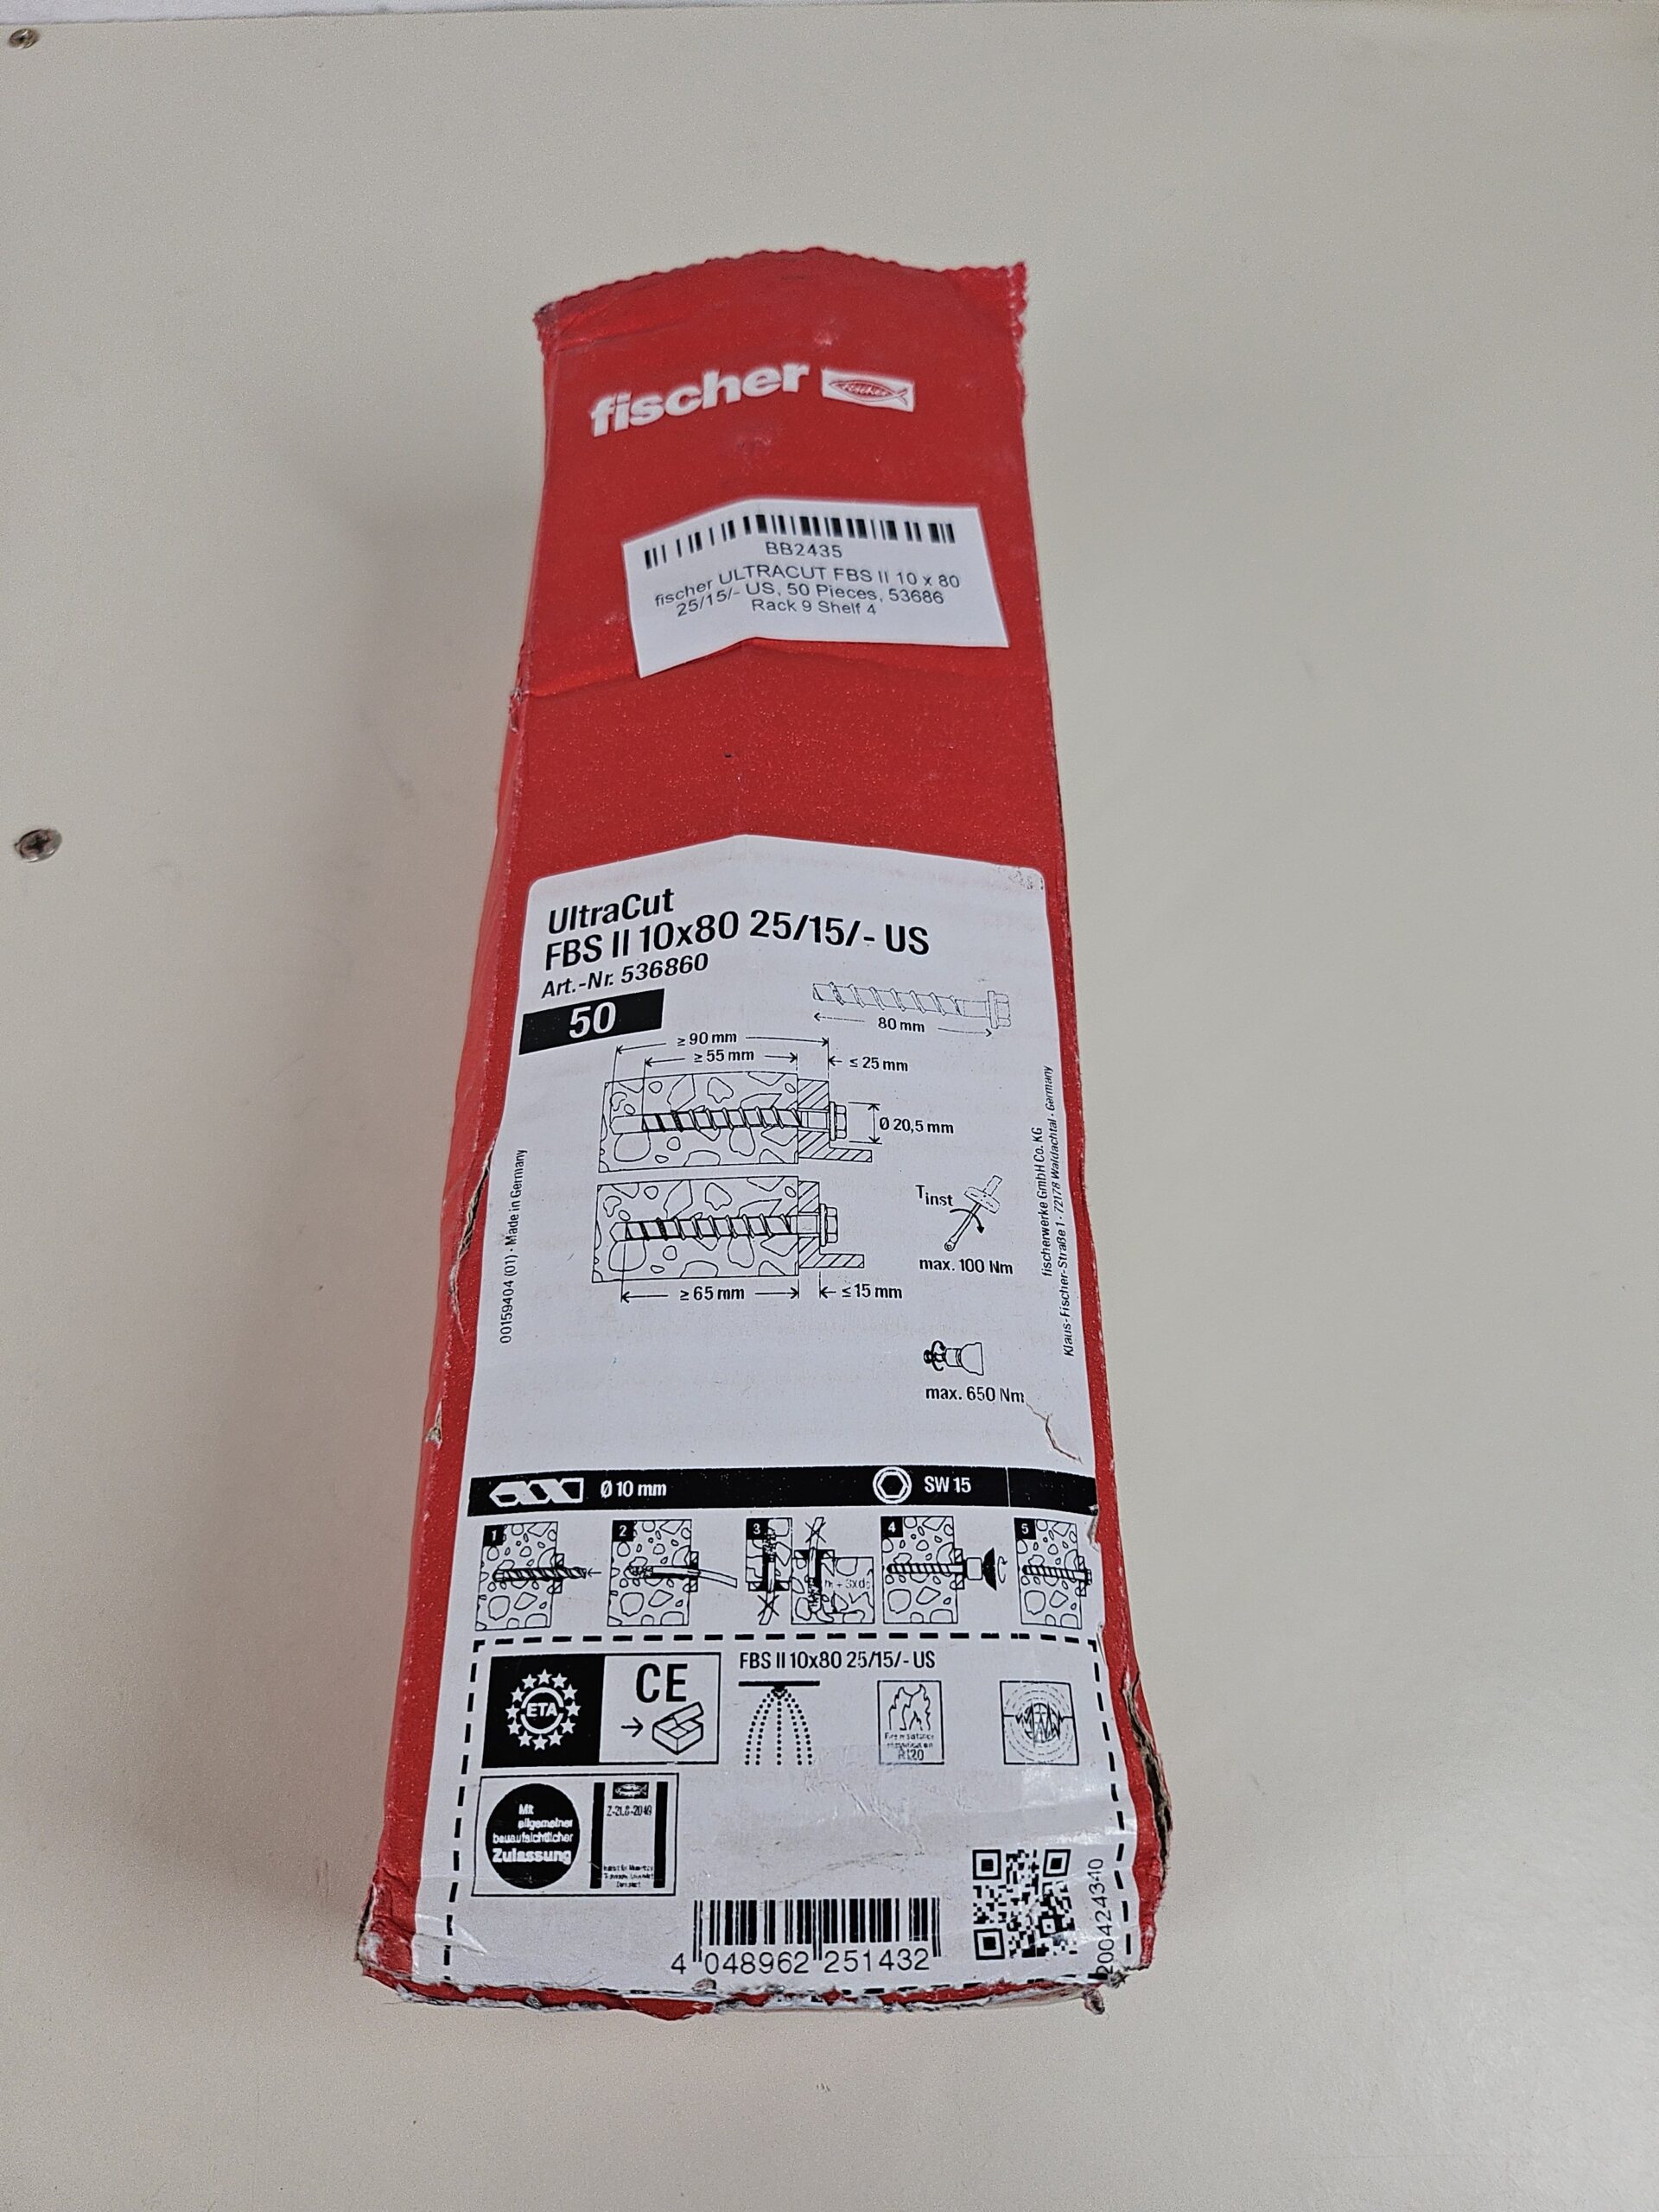 fischer
fischer
BB2435
fischer ULTRACUT FBS II 10 x 80
25/15/- US, 50 Pieces, 53686
Rack 9 Shelf 4
UltraCut
FBS II 10x80 25/15/- US
Art.-Nr. 536860
50
80 mm
≥ 90 mm
≥ 55 mm
≤ 25 mm
Ø 20,5 mm
Tinst
max. 100 Nm
≥ 65 mm
≤ 15 mm
max. 650 Nm
00159404 (01) · Made in Germany
fischerwerke GmbH Co. KG
Klaus-Fischer-Straße 1 · 72178 Waldachtal · Germany
Ø 10 mm
SW 15
1
2
3
4
5
ETA
CE
FBS II 10x80 25/15/- US
R120
Mit
allgemeiner
bauaufsichtlicher
Zulassung
4 048962 251432
200424340